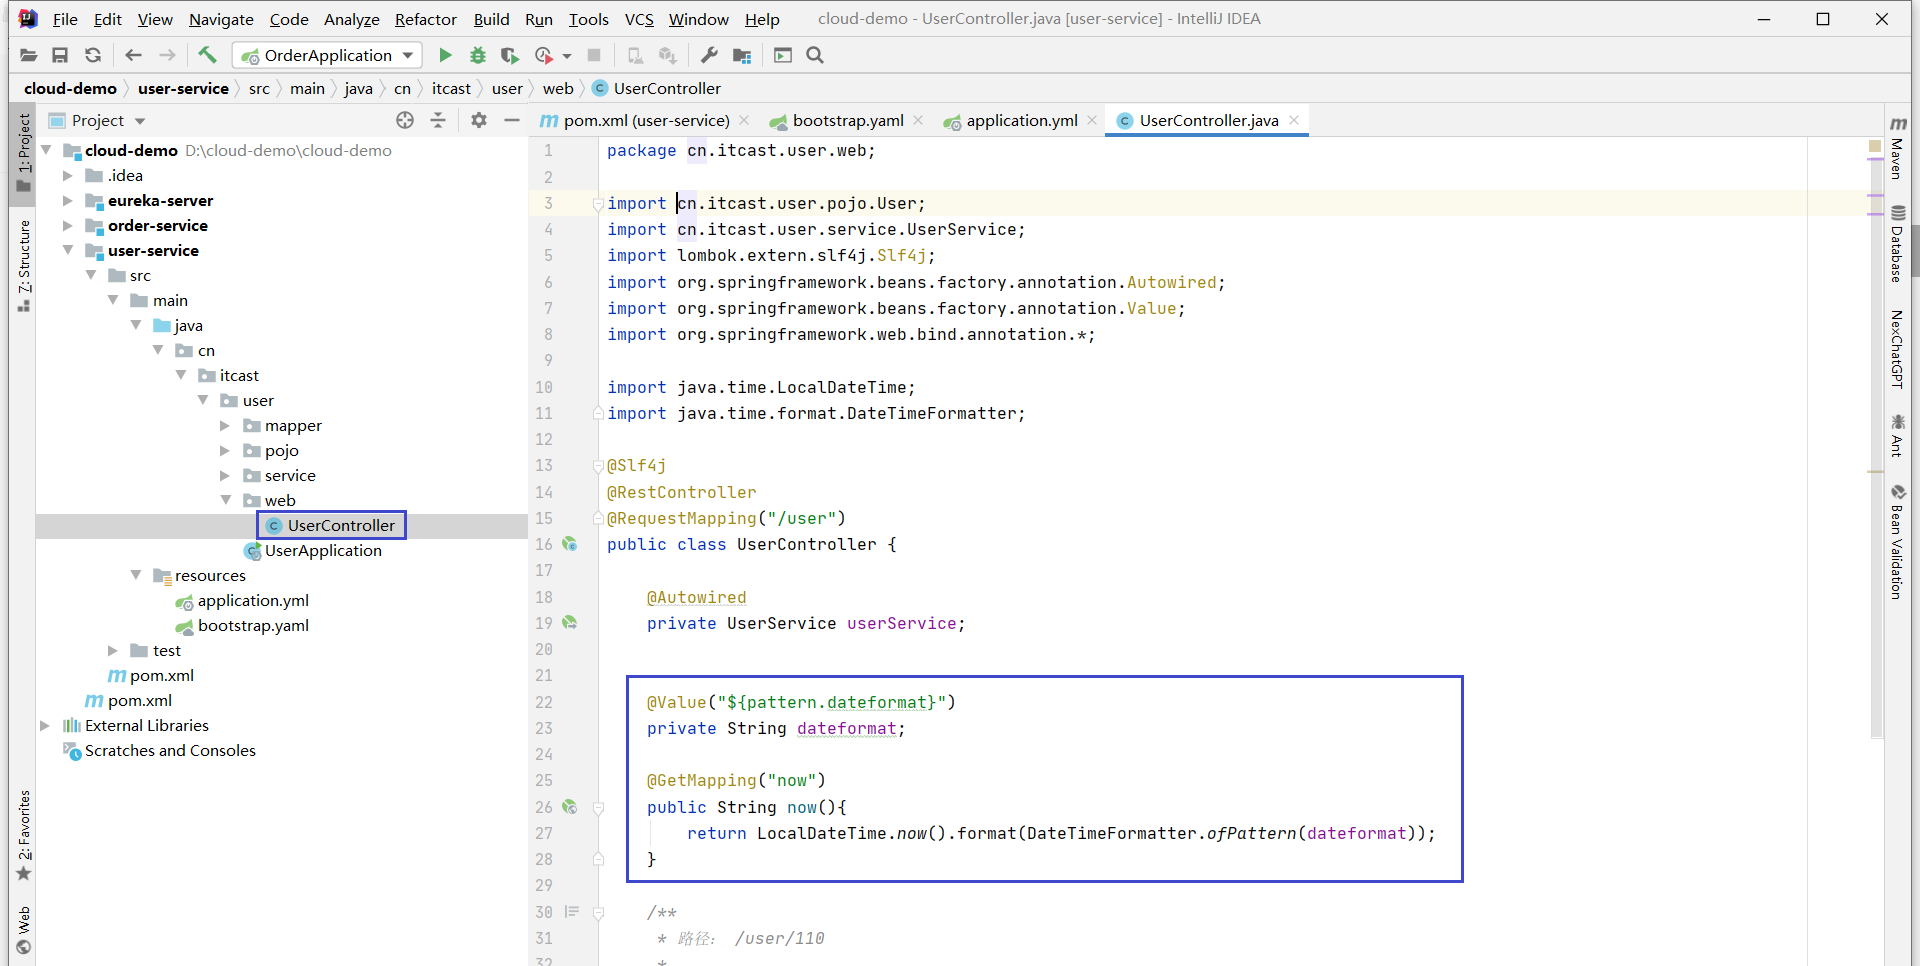 File Edit View Navigate Code Analyze Refactor Build Run Tools VCS Window Help cloud-demo - UserController.java [user-service] - IntelliJ IDEA
OrderApplication
cloud-demo user-service src main java cn itcast user web UserController
Project
pom.xml (user-service) bootstrap.yaml application.yml UserController.java
1: Project
7: Structure
2: Favorites
Web
cloud-demo D:\cloud-demo\cloud-demo
.idea
eureka-server
order-service
user-service
src
main
java
cn
itcast
user
mapper
pojo
service
web
UserController
UserApplication
resources
application.yml
bootstrap.yaml
test
pom.xml
pom.xml
External Libraries
Scratches and Consoles
1 package cn.itcast.user.web;
2
3 import cn.itcast.user.pojo.User;
4 import cn.itcast.user.service.UserService;
5 import lombok.extern.slf4j.Slf4j;
6 import org.springframework.beans.factory.annotation.Autowired;
7 import org.springframework.beans.factory.annotation.Value;
8 import org.springframework.web.bind.annotation.*;
9
10 import java.time.LocalDateTime;
11 import java.time.format.DateTimeFormatter;
12
13 @Slf4j
14 @RestController
15 @RequestMapping("/user")
16 public class UserController {
17
18 @Autowired
19 private UserService userService;
20
21
22 @Value("${pattern.dateformat}")
23 private String dateformat;
24
25 @GetMapping("now")
26 public String now(){
27 return LocalDateTime.now().format(DateTimeFormatter.ofPattern(dateformat));
28 }
29
30 /**
31 * 路径： /user/110
32 *
Maven
Database
NexChatGPT
Ant
Bean Validation